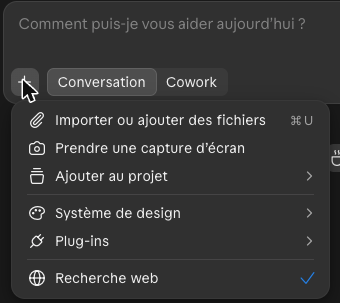 Comment puis-je vous aider aujourd’hui ?
Conversation Cowork
Importer ou ajouter des fichiers ⌘U
Prendre une capture d’écran
Ajouter au projet
Système de design
Plug-ins
Recherche web